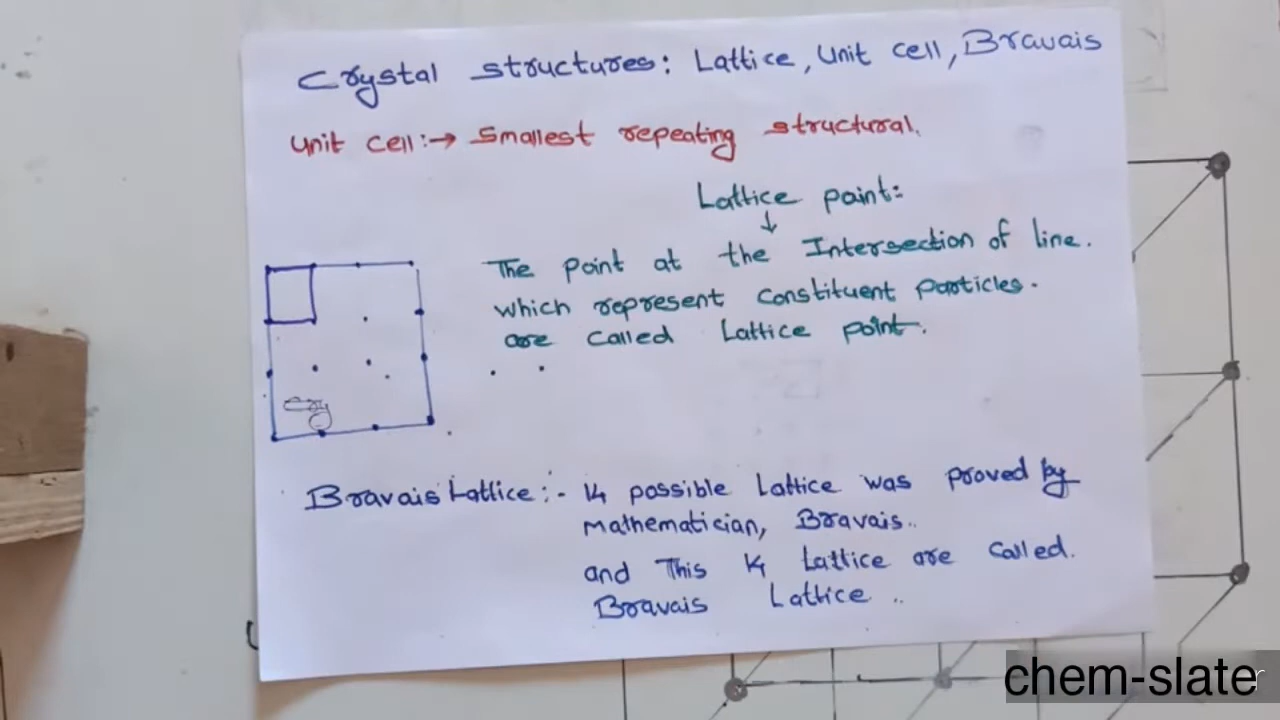 Crystal structures: Lattice, Unit cell, Bravais
Unit cell:→ Smallest repeating structural.
Lattice point:
↓
The point at the Intersection of line.
which represent constituent particles.
are called Lattice point.
Bravais Lattice:- 14 possible Lattice was proved by
Mathematician, Bravais..
and This 14 Lattice are called.
Bravais Lattice ..
chem-slate